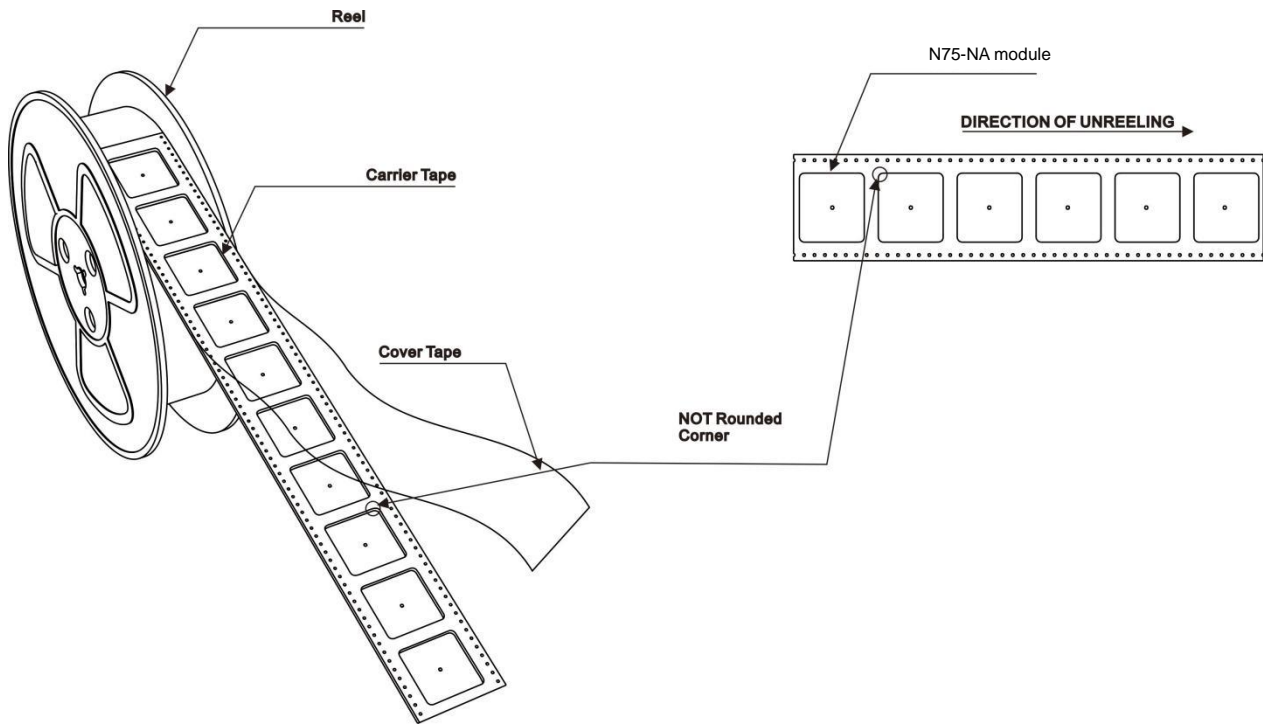 Reel
N75-NA module
DIRECTION OF UNREELING
Carrier Tape
Cover Tape
NOT Rounded
Corner